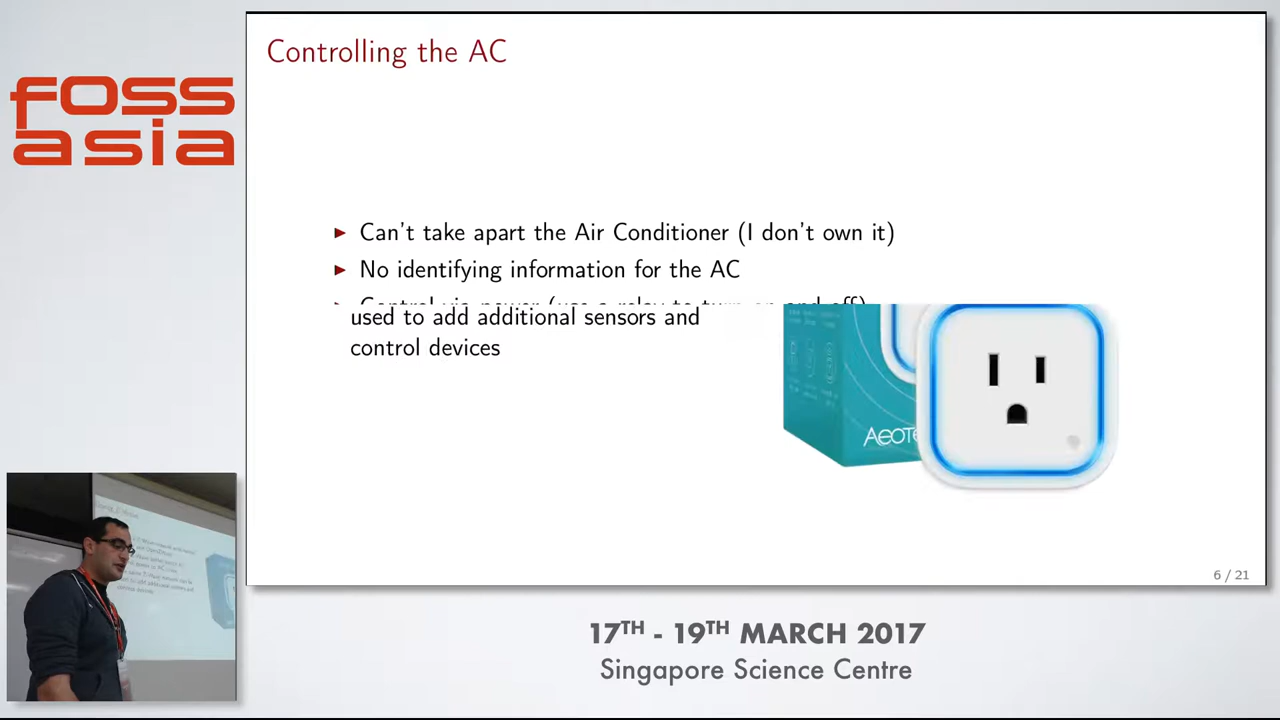 foss
asia
Controlling the AC
Can't take apart the Air Conditioner (I don't own it)
No identifying information for the AC
Control via power (use a relay to turn on and off)
used to add additional sensors and
control devices
AEOTE
6 / 21
17TH - 19TH MARCH 2017
Singapore Science Centre